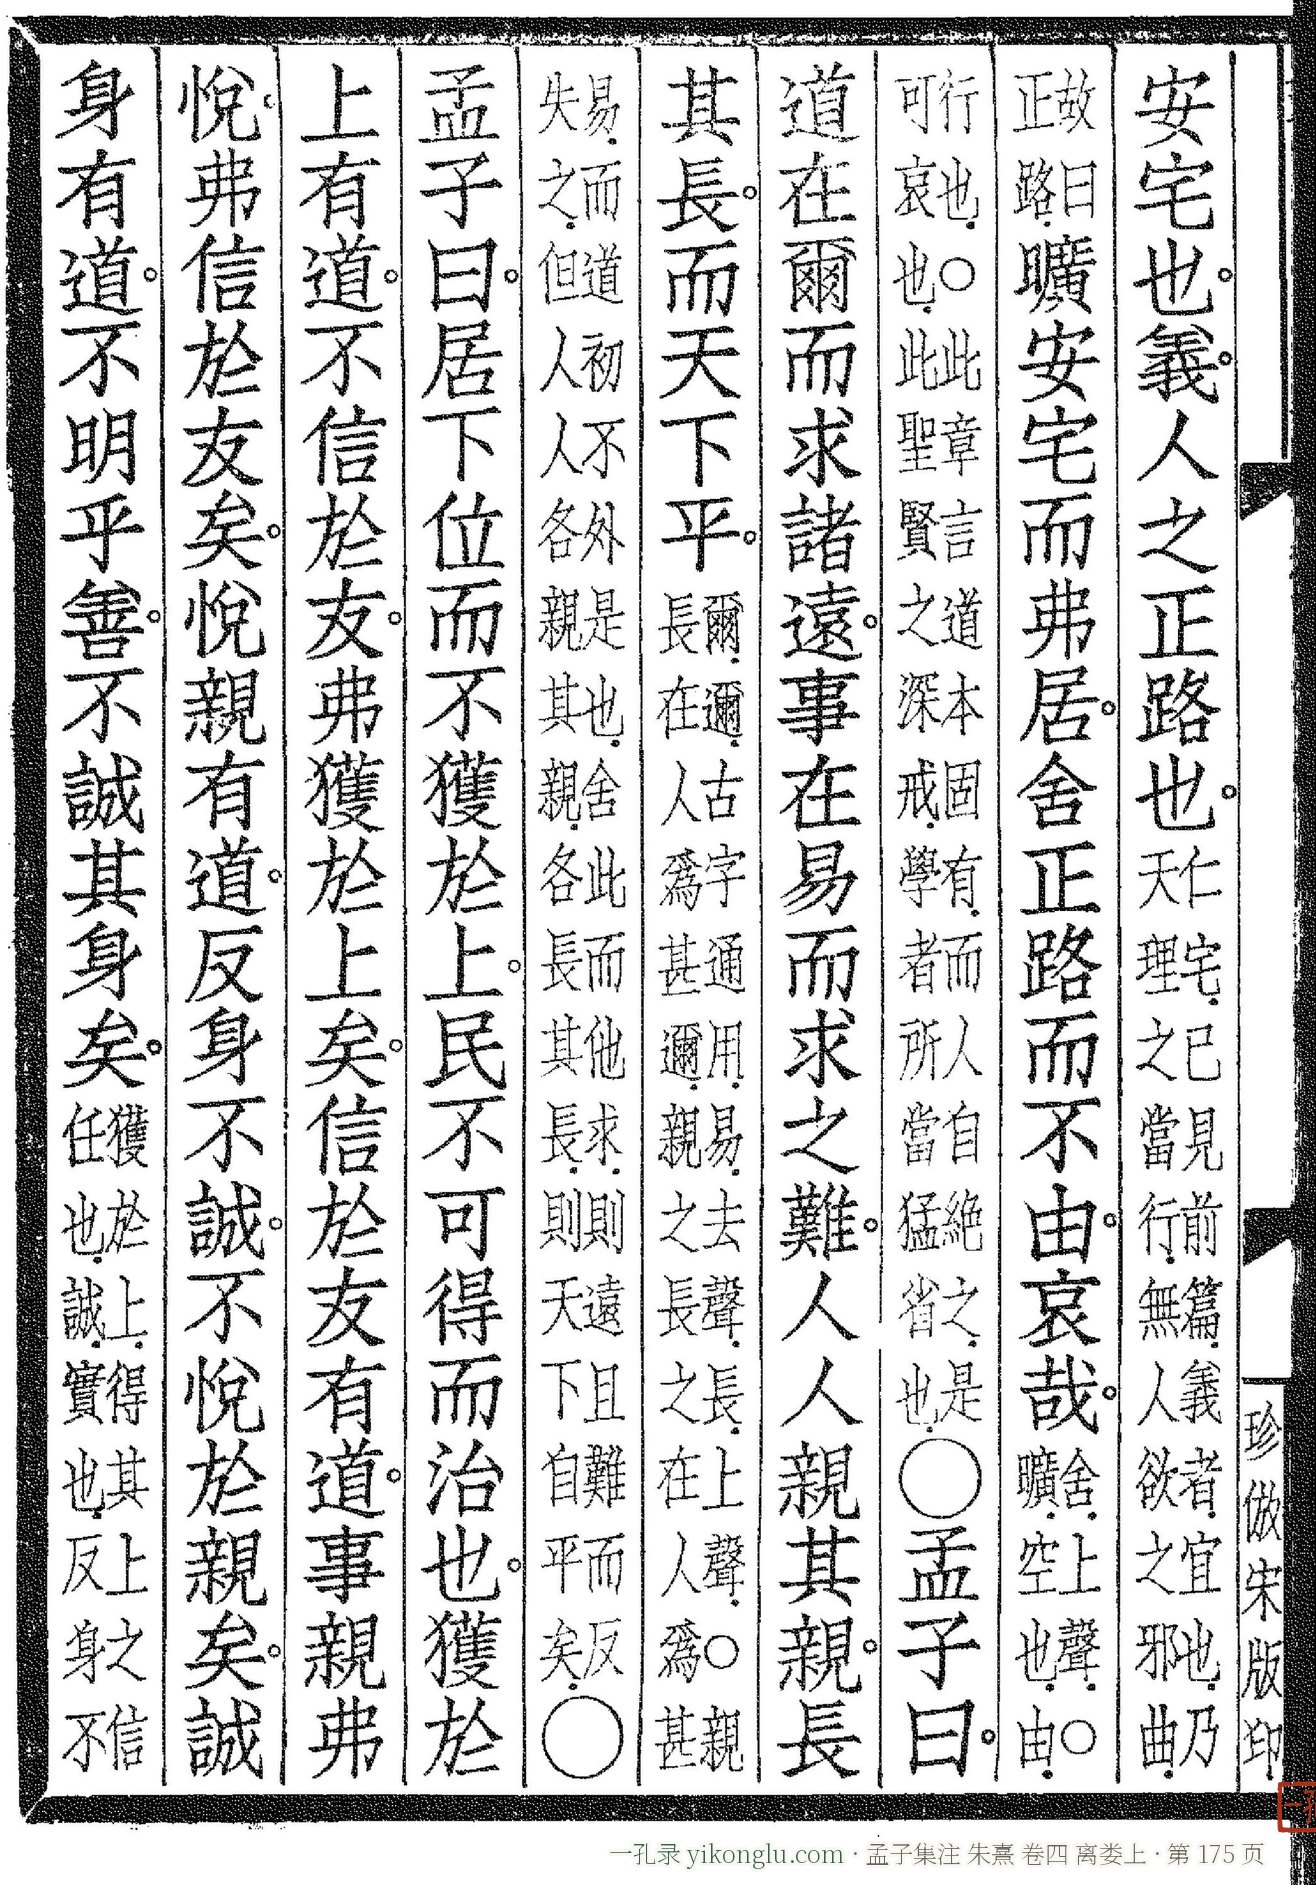 珍倣宋版印
安宅也。義。人之正路也。仁宅已見前篇義者宜也乃
天理之當行無人欲之邪曲
故曰
正路
曠安宅而弗居。舍正路而不由。哀哉。舍上聲○
曠空也由
行也○此章言道本固有而人自絕之是
可哀也此聖賢之深戒學者所當猛省也
○孟子曰。
道在爾而求諸遠。事在易而求之難。人人親其親。長
其長。而天下平。爾邇古字通用易去聲長上聲○親
長在人爲甚邇親之長之在人爲甚
易而道初不外是也舍此而他求則遠且難而反
失之但人人各親其親各長其長則天下自平矣
○
孟子曰。居下位而不獲於上。民不可得而治也。獲於
上有道。不信於友。弗獲於上矣。信於友有道。事親弗
悅。弗信於友矣。悅親有道。反身不誠。不悅於親矣。誠
身有道。不明乎善。不誠其身矣。獲於上得其上之信
任也誠實也反身不
一孔录 yikonglu.com · 孟子集注 朱熹 卷四 离娄上 · 第 175 页